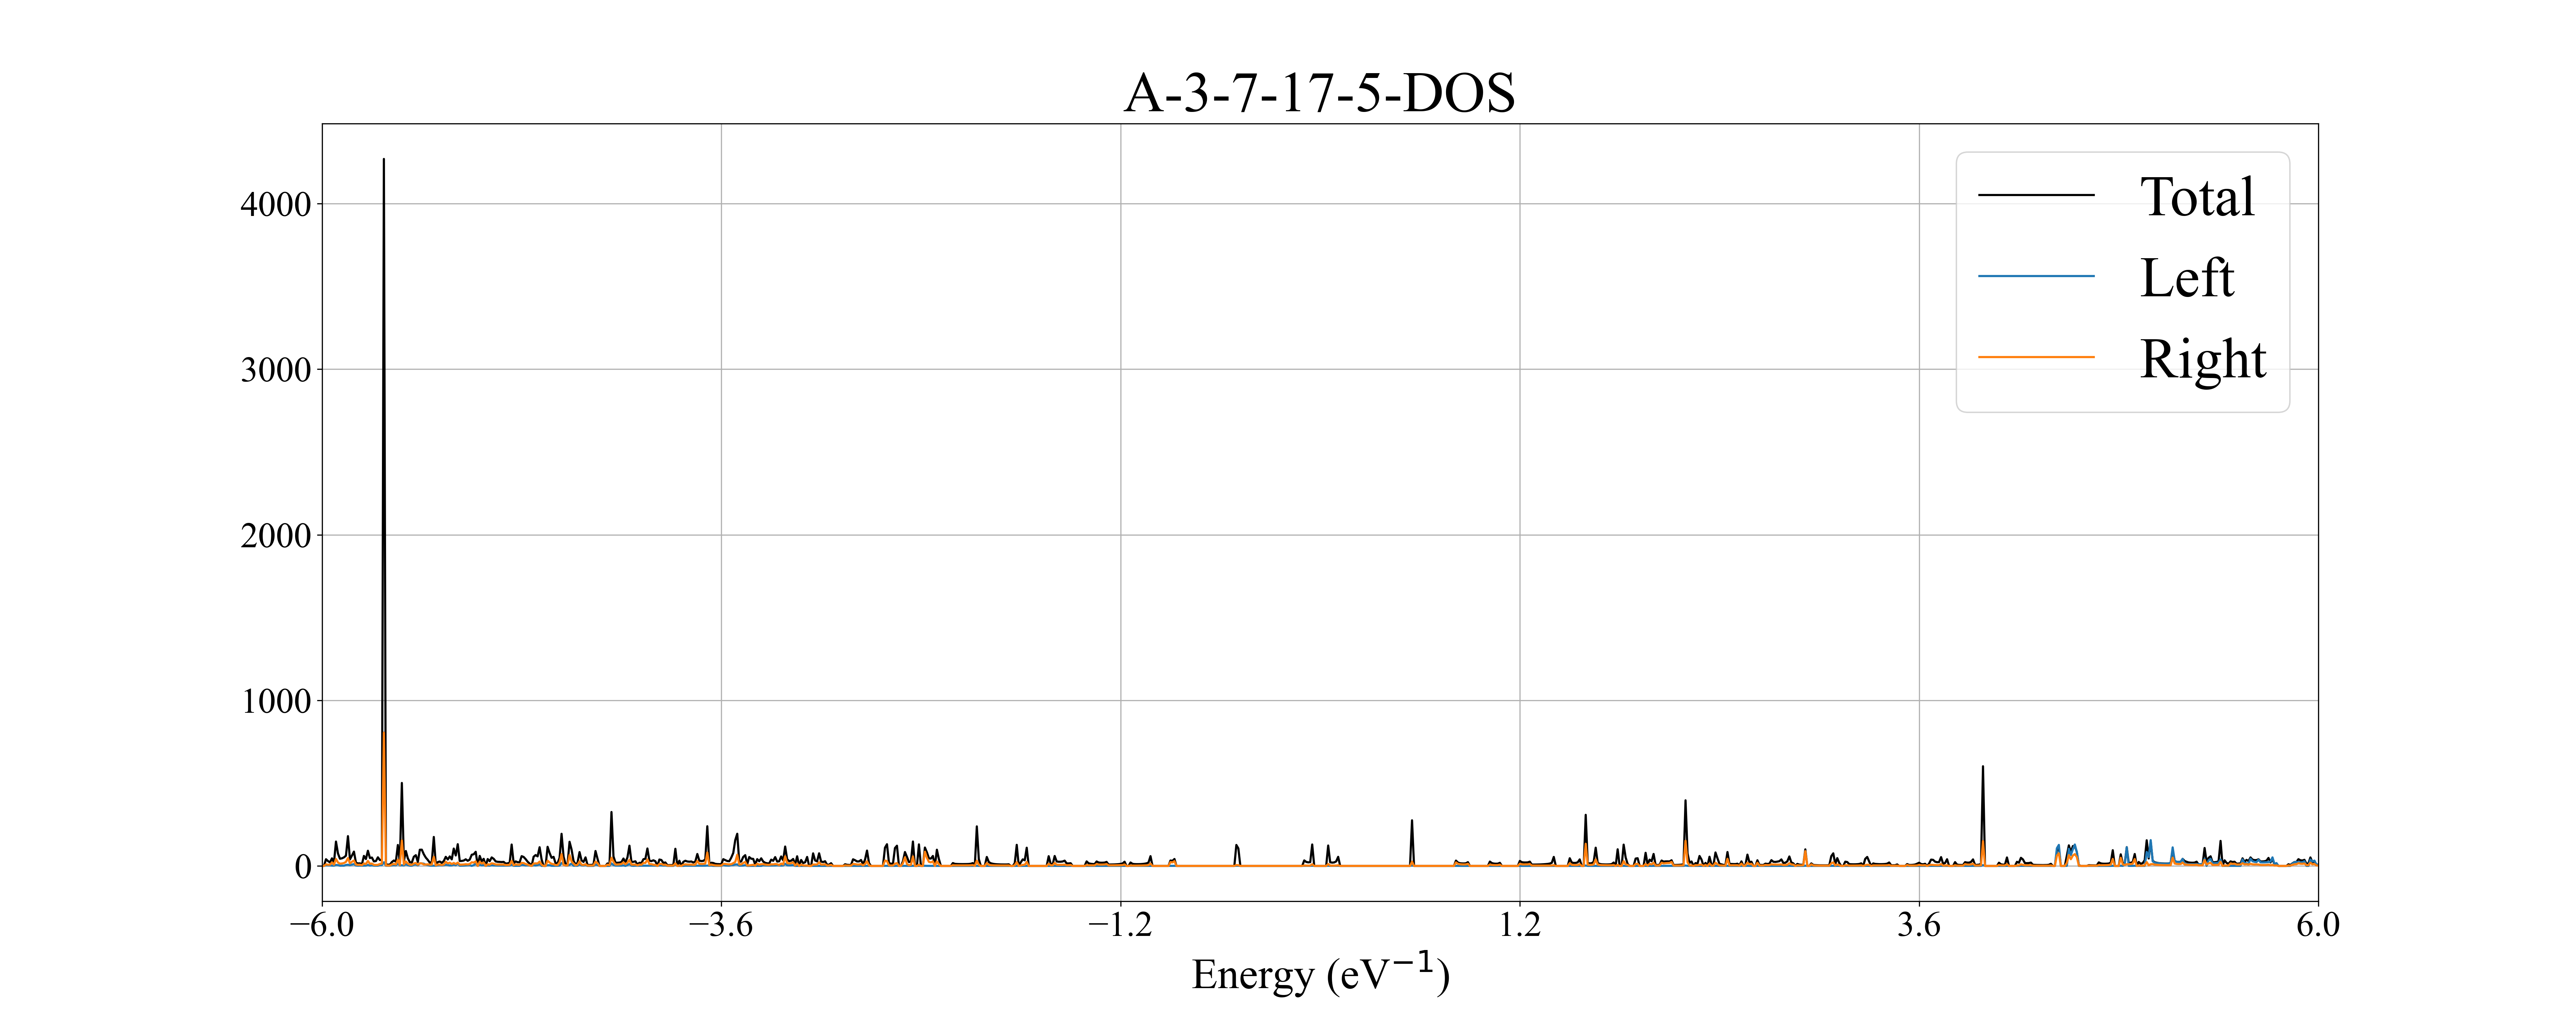 A-3-7-17-5-DOS
Total
Left
Right
4000
3000
2000
1000
0
−6.0 −3.6 −1.2 1.2 3.6 6.0
Energy (eV⁻¹)